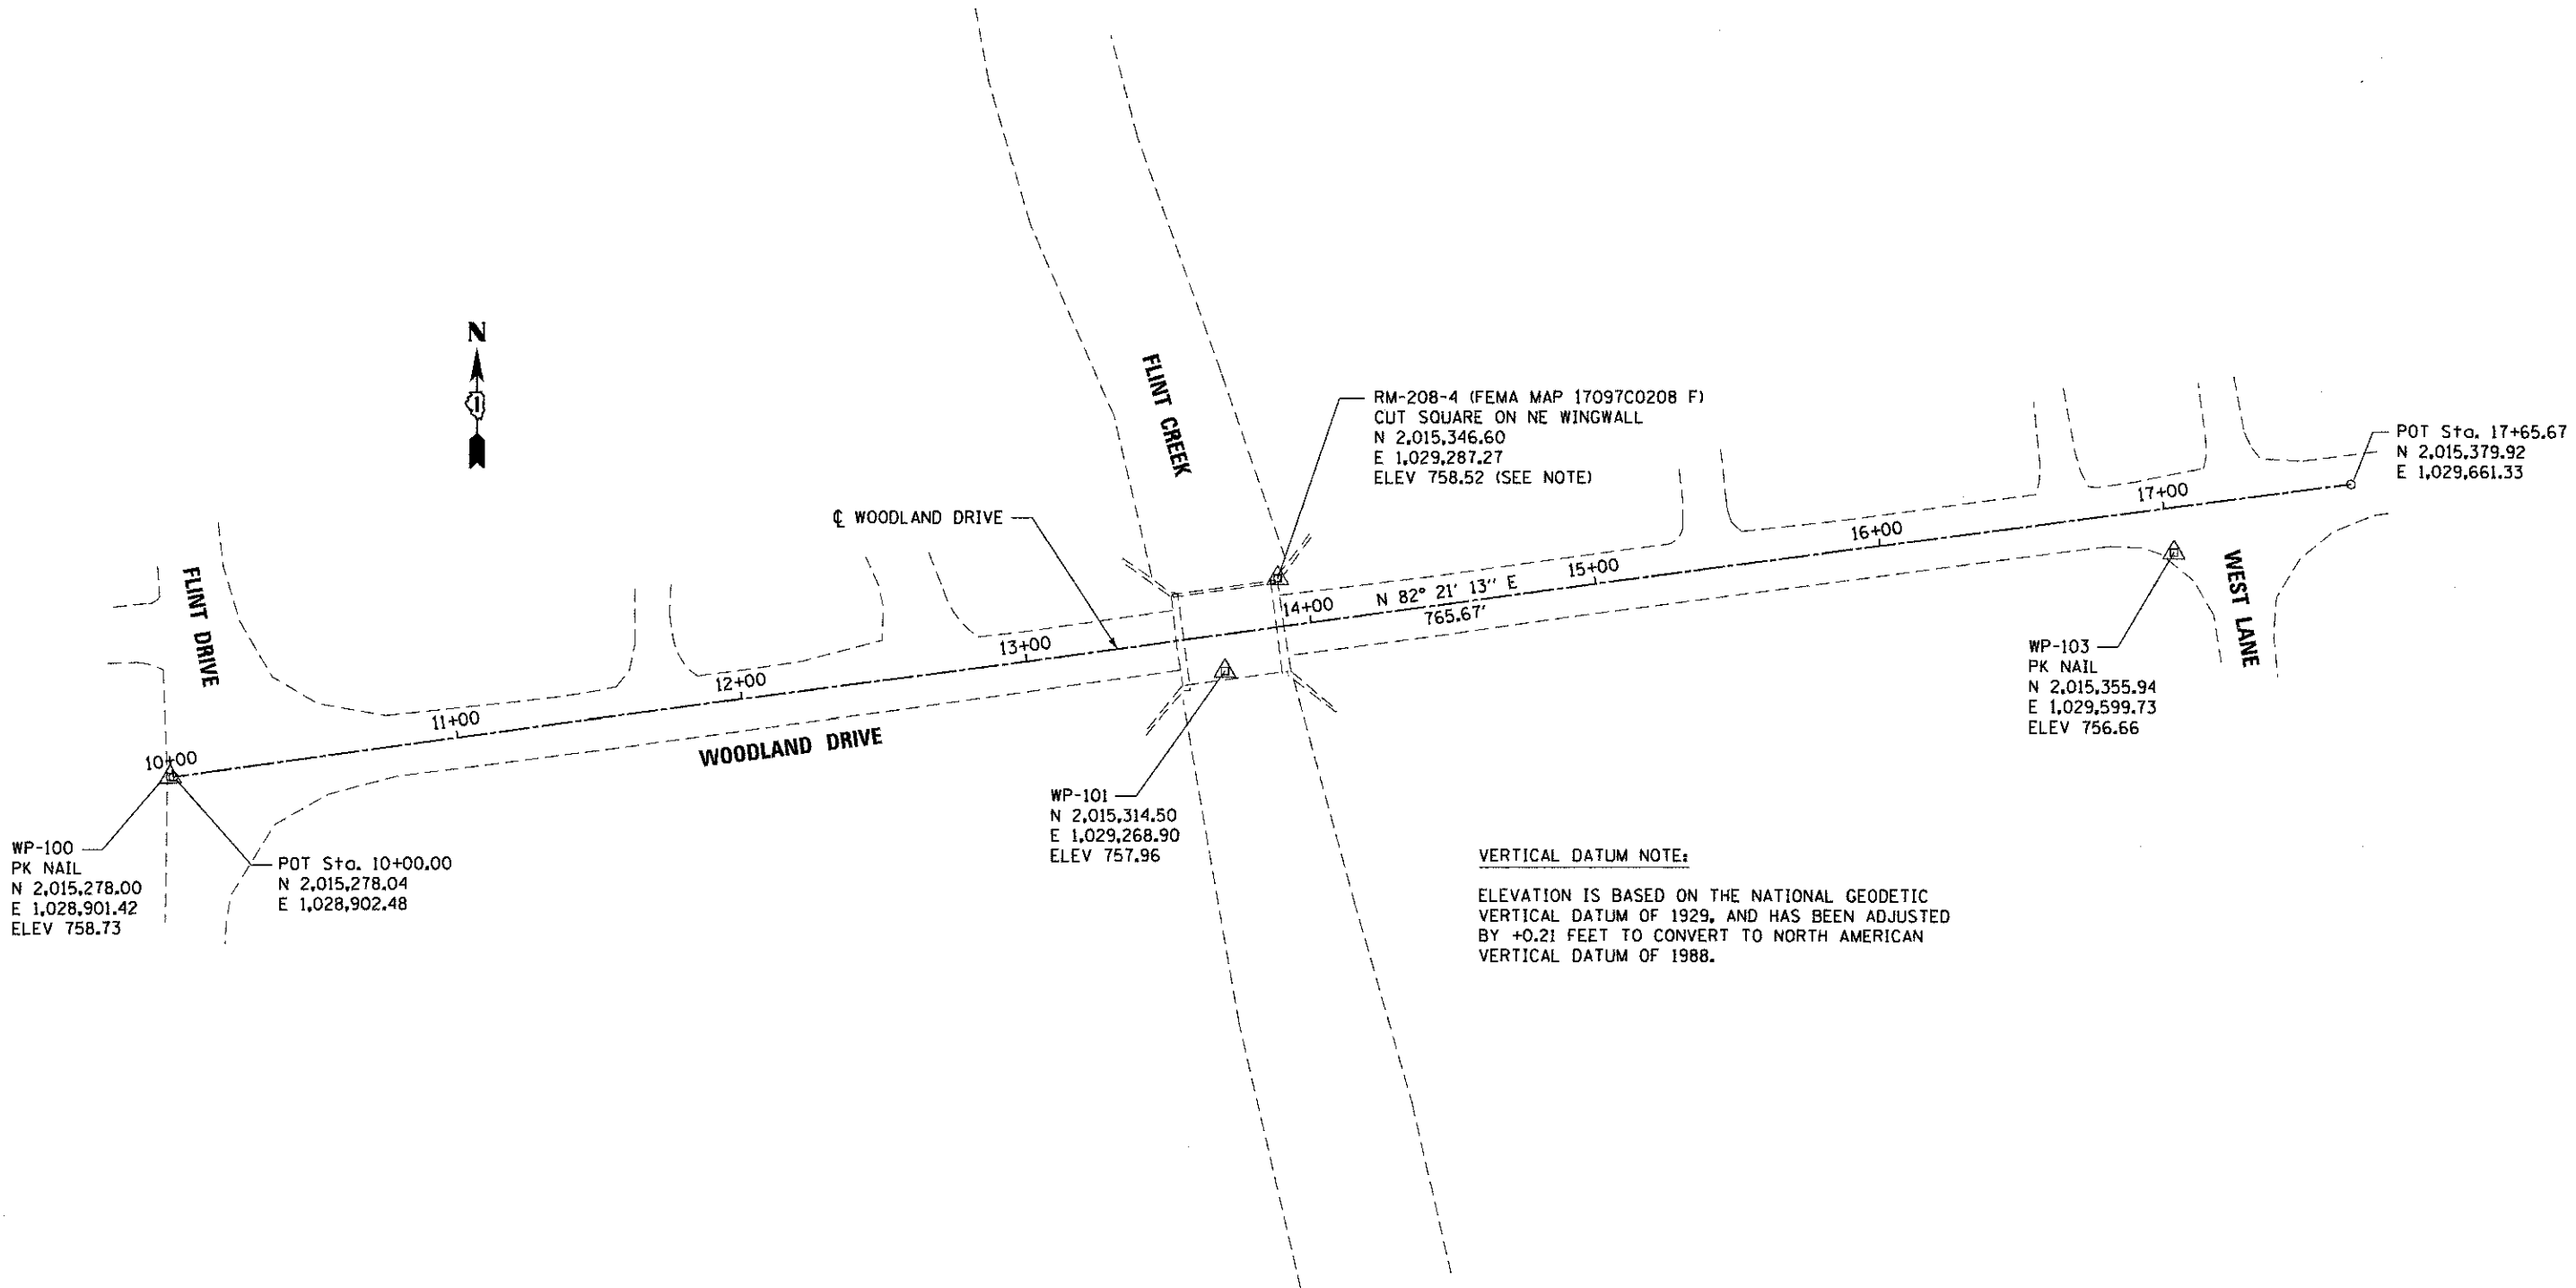 N
FLINT CREEK
RM-208-4 (FEMA MAP 17097C0208 F)
CUT SQUARE ON NE WINGWALL
N 2,015,346.60
E 1,029,287.27
ELEV 758.52 (SEE NOTE)
POT Sta. 17+65.67
N 2,015,379.92
E 1,029,661.33
℄ WOODLAND DRIVE
FLINT DRIVE
10+00
11+00
12+00
13+00
14+00
N 82° 21' 13" E
765.67'
15+00
16+00
17+00
WEST LANE
WOODLAND DRIVE
WP-103
PK NAIL
N 2,015,355.94
E 1,029,599.73
ELEV 756.66
WP-101
N 2,015,314.50
E 1,029,268.90
ELEV 757.96
WP-100
PK NAIL
N 2,015,278.00
E 1,028,901.42
ELEV 758.73
POT Sta. 10+00.00
N 2,015,278.04
E 1,028,902.48
VERTICAL DATUM NOTE:
ELEVATION IS BASED ON THE NATIONAL GEODETIC
VERTICAL DATUM OF 1929, AND HAS BEEN ADJUSTED
BY +0.21 FEET TO CONVERT TO NORTH AMERICAN
VERTICAL DATUM OF 1988.